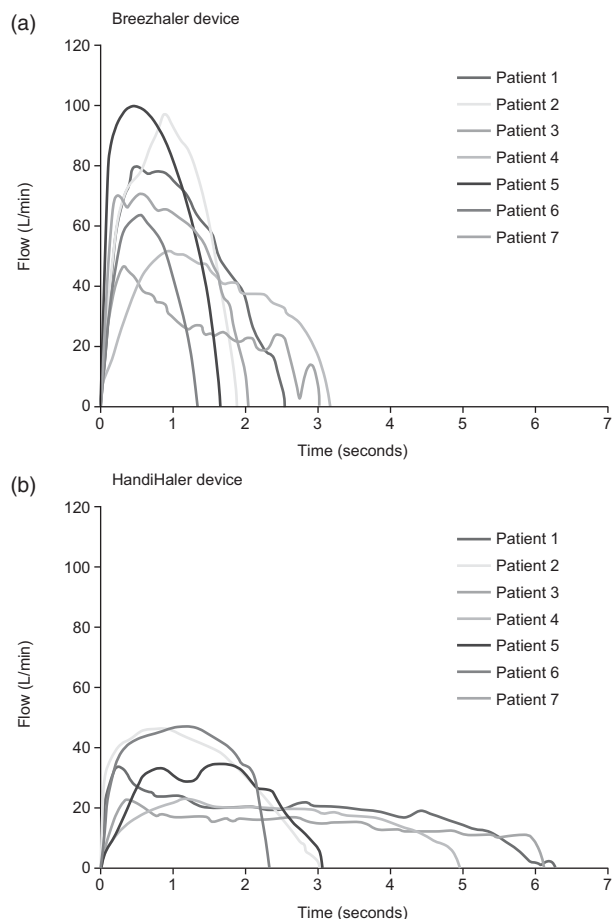 (a)
Breezhaler device
120
100
80
60
40
20
0
Flow (L/min)
Patient 1
Patient 2
Patient 3
Patient 4
Patient 5
Patient 6
Patient 7
0 1 2 3 4 5 6 7
Time (seconds)
(b)
HandiHaler device
120
100
80
60
40
20
0
Flow (L/min)
Patient 1
Patient 2
Patient 3
Patient 4
Patient 5
Patient 6
Patient 7
0 1 2 3 4 5 6 7
Time (seconds)